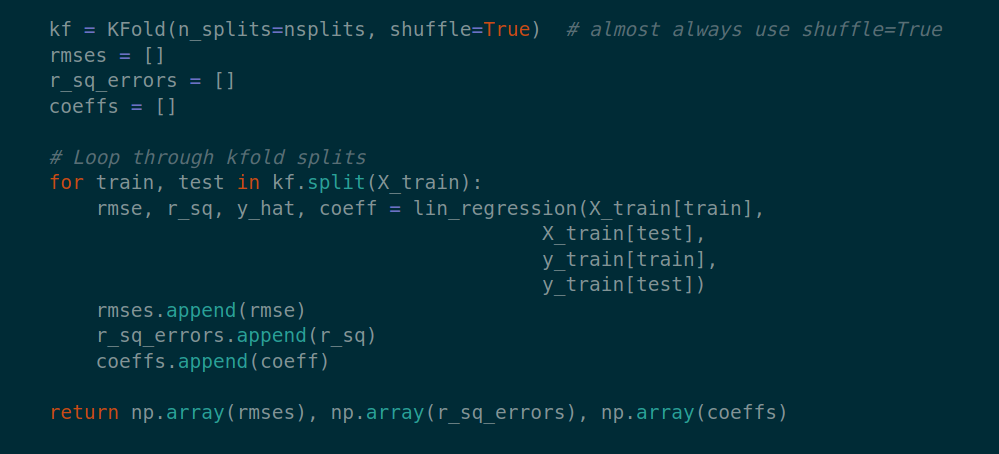 kf = KFold(n_splits=nsplits, shuffle=True)  # almost always use shuffle=True
rmses = []
r_sq_errors = []
coeffs = []
# Loop through kfold splits
for train, test in kf.split(X_train):
    rmse, r_sq, y_hat, coeff = lin_regression(X_train[train],
                                              X_train[test],
                                              y_train[train],
                                              y_train[test])
    rmses.append(rmse)
    r_sq_errors.append(r_sq)
    coeffs.append(coeff)
return np.array(rmses), np.array(r_sq_errors), np.array(coeffs)